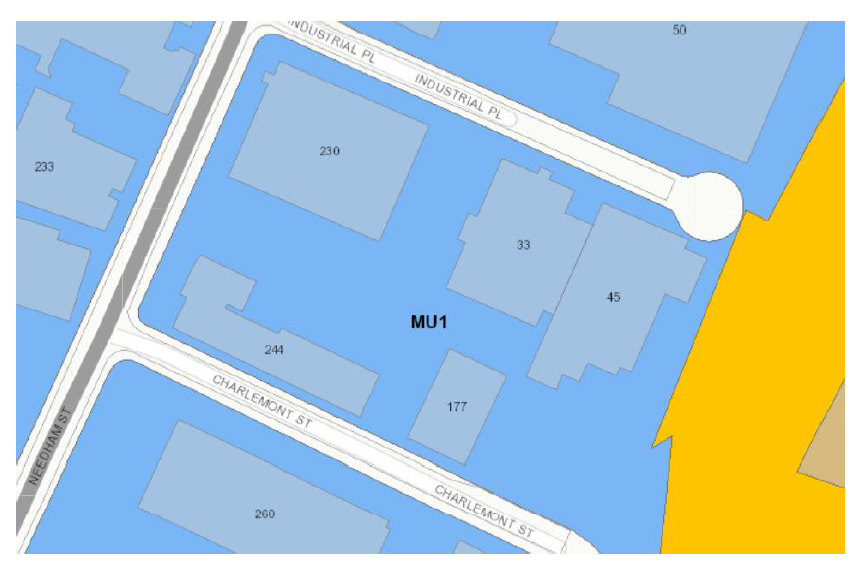 50
INDUSTRIAL PL
INDUSTRIAL PL
230
233
33
45
MU1
244
177
CHARLEMONT ST
NEEDHAM ST
CHARLEMONT ST
260